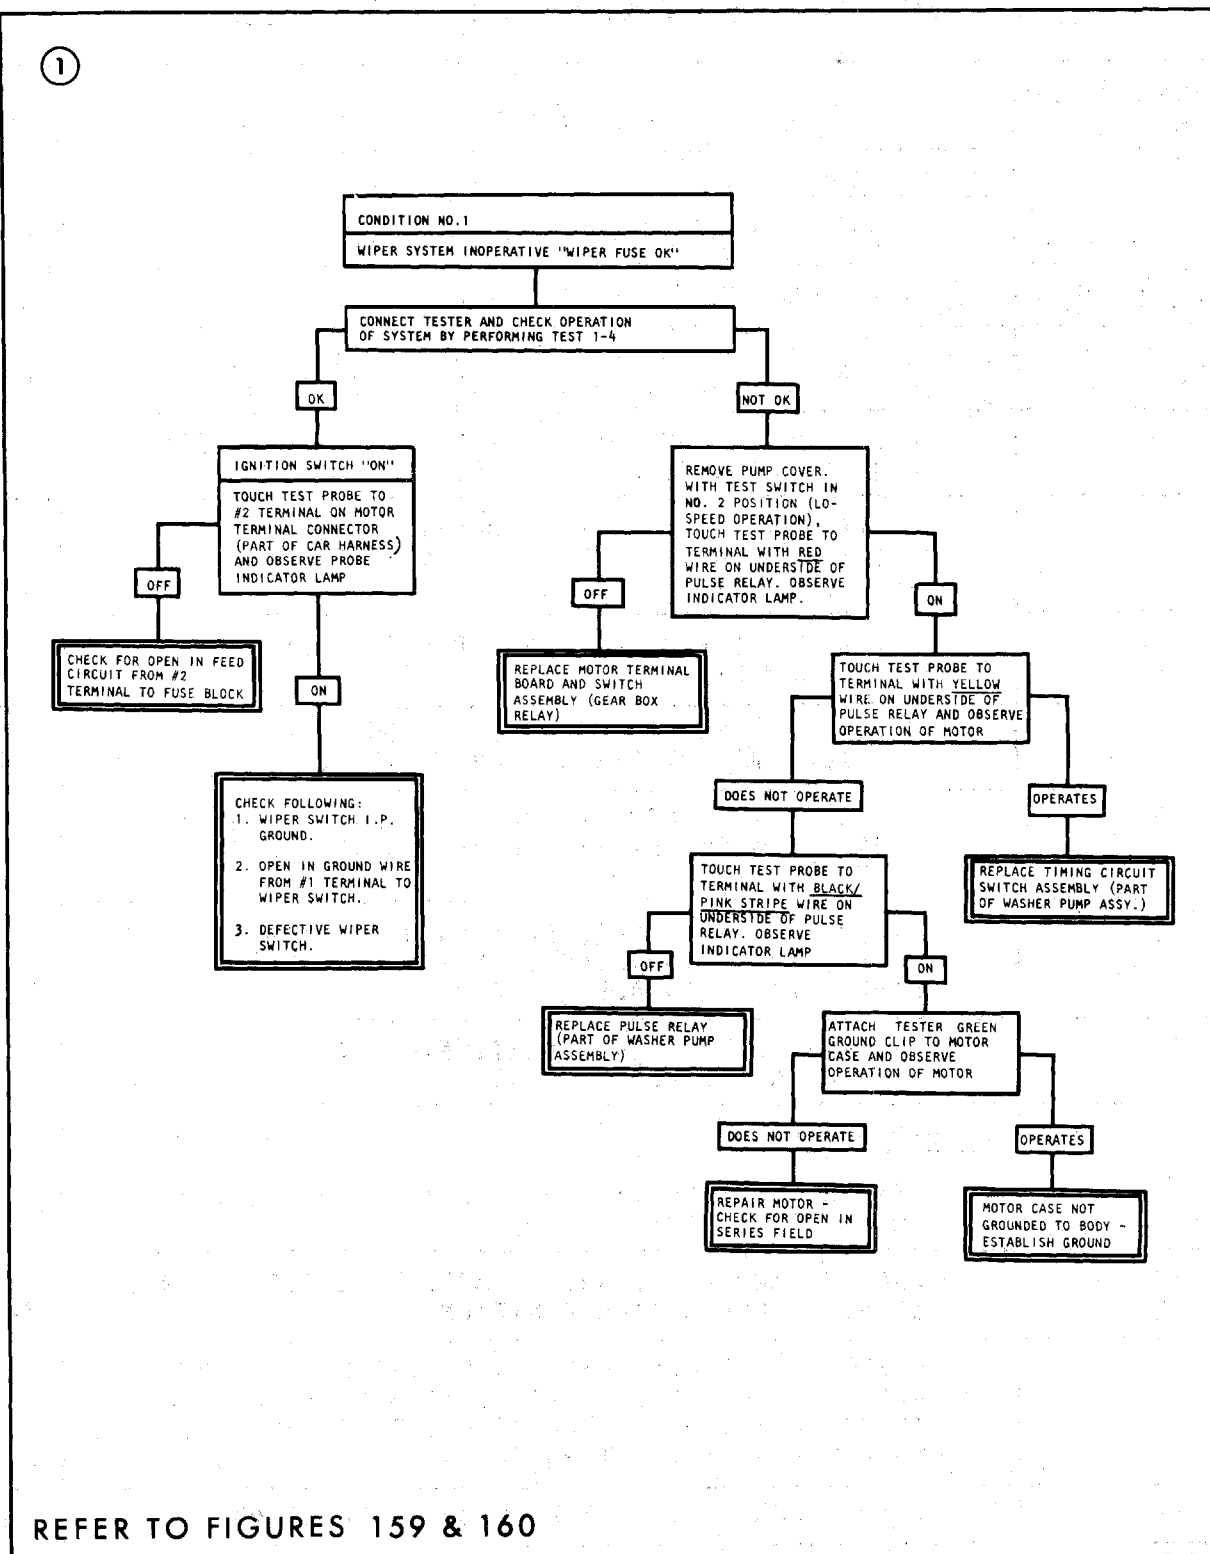 1
CONDITION NO.1
WIPER SYSTEM INOPERATIVE "WIPER FUSE OK"
CONNECT TESTER AND CHECK OPERATION
OF SYSTEM BY PERFORMING TEST 1-4
OK
NOT OK
IGNITION SWITCH "ON"
TOUCH TEST PROBE TO
#2 TERMINAL ON MOTOR
TERMINAL CONNECTOR
(PART OF CAR HARNESS)
AND OBSERVE PROBE
INDICATOR LAMP
REMOVE PUMP COVER.
WITH TEST SWITCH IN
NO. 2 POSITION (LO-
SPEED OPERATION),
TOUCH TEST PROBE TO
TERMINAL WITH RED
WIRE ON UNDERSIDE OF
PULSE RELAY. OBSERVE
INDICATOR LAMP.
OFF
ON
OFF
ON
CHECK FOR OPEN IN FEED
CIRCUIT FROM #2
TERMINAL TO FUSE BLOCK
CHECK FOLLOWING:
1. WIPER SWITCH I.P.
GROUND.
2. OPEN IN GROUND WIRE
FROM #1 TERMINAL TO
WIPER SWITCH.
3. DEFECTIVE WIPER
SWITCH.
REPLACE MOTOR TERMINAL
BOARD AND SWITCH
ASSEMBLY (GEAR BOX
RELAY)
TOUCH TEST PROBE TO
TERMINAL WITH YELLOW
WIRE ON UNDERSIDE OF
PULSE RELAY AND OBSERVE
OPERATION OF MOTOR
DOES NOT OPERATE
OPERATES
TOUCH TEST PROBE TO
TERMINAL WITH BLACK/
PINK STRIPE WIRE ON
UNDERSIDE OF PULSE
RELAY. OBSERVE
INDICATOR LAMP
REPLACE TIMING CIRCUIT
SWITCH ASSEMBLY (PART
OF WASHER PUMP ASSY.)
OFF
ON
REPLACE PULSE RELAY
(PART OF WASHER PUMP
ASSEMBLY)
ATTACH TESTER GREEN
GROUND CLIP TO MOTOR
CASE AND OBSERVE
OPERATION OF MOTOR
DOES NOT OPERATE
OPERATES
REPAIR MOTOR -
CHECK FOR OPEN IN
SERIES FIELD
MOTOR CASE NOT
GROUNDED TO BODY -
ESTABLISH GROUND
REFER TO FIGURES 159 & 160